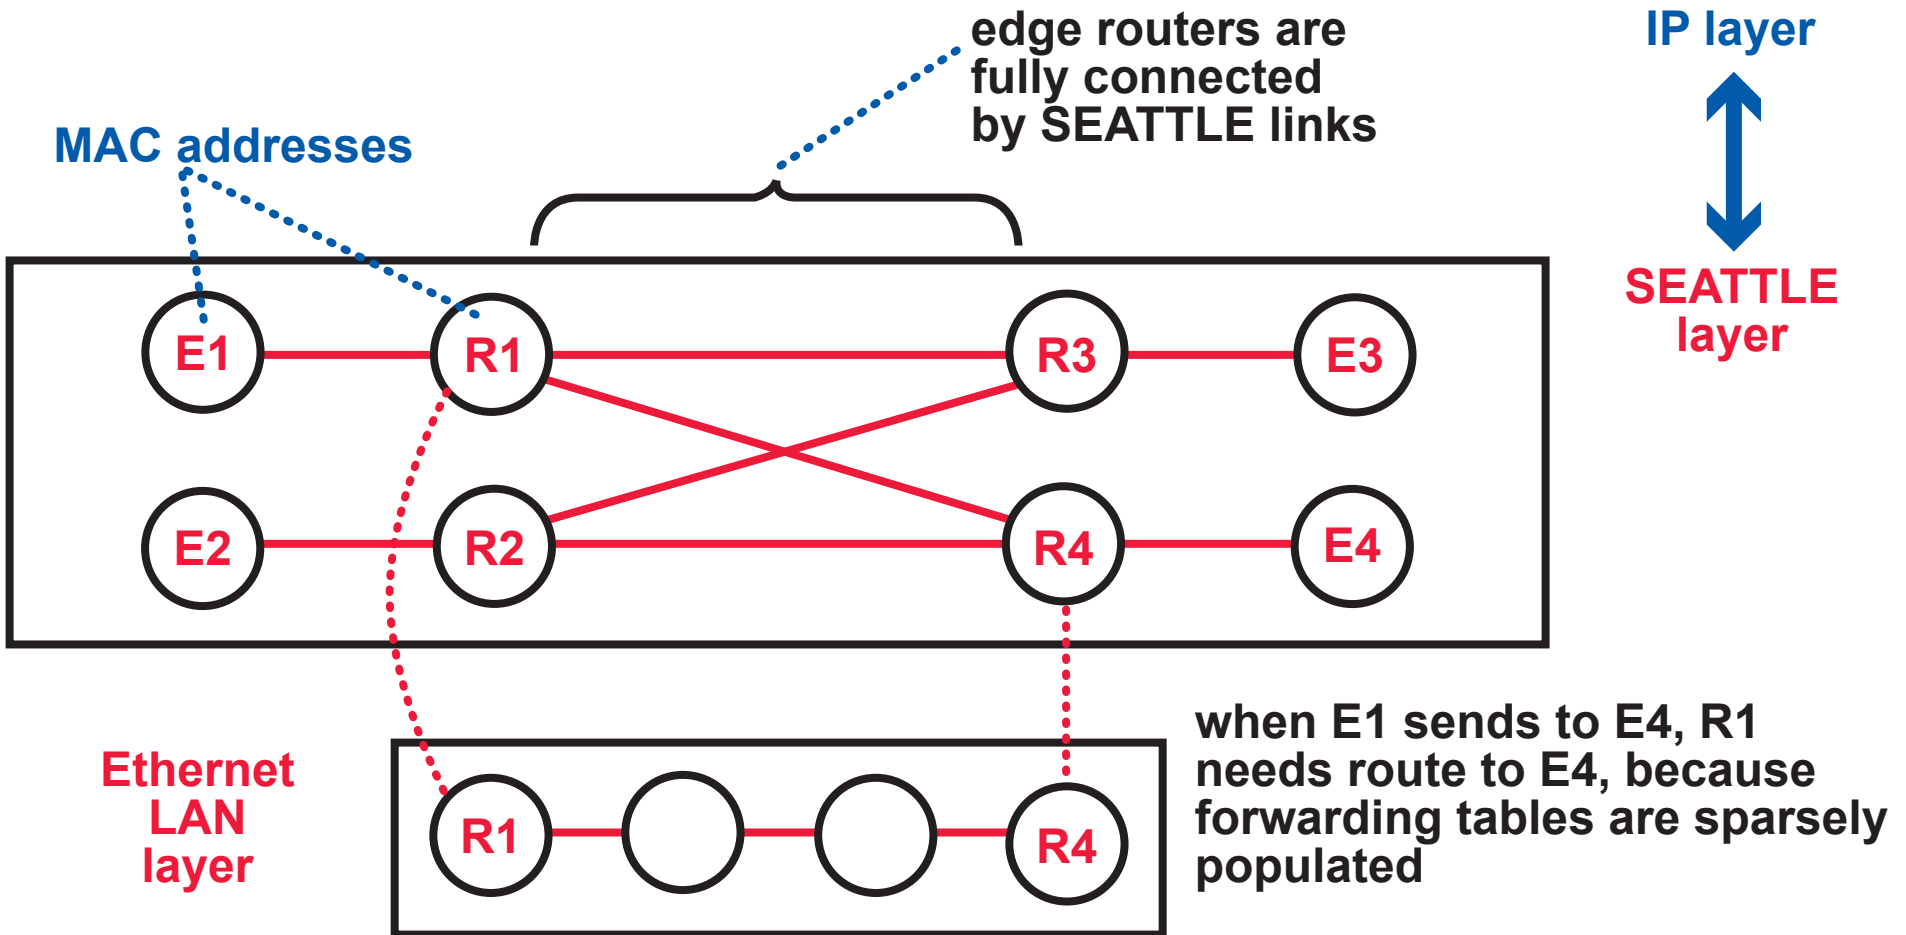 edge routers are
fully connected
by SEATTLE links
IP layer
MAC addresses
SEATTLE
layer
E1
R1
R3
E3
E2
R2
R4
E4
Ethernet
LAN
layer
R1
R4
when E1 sends to E4, R1
needs route to E4, because
forwarding tables are sparsely
populated